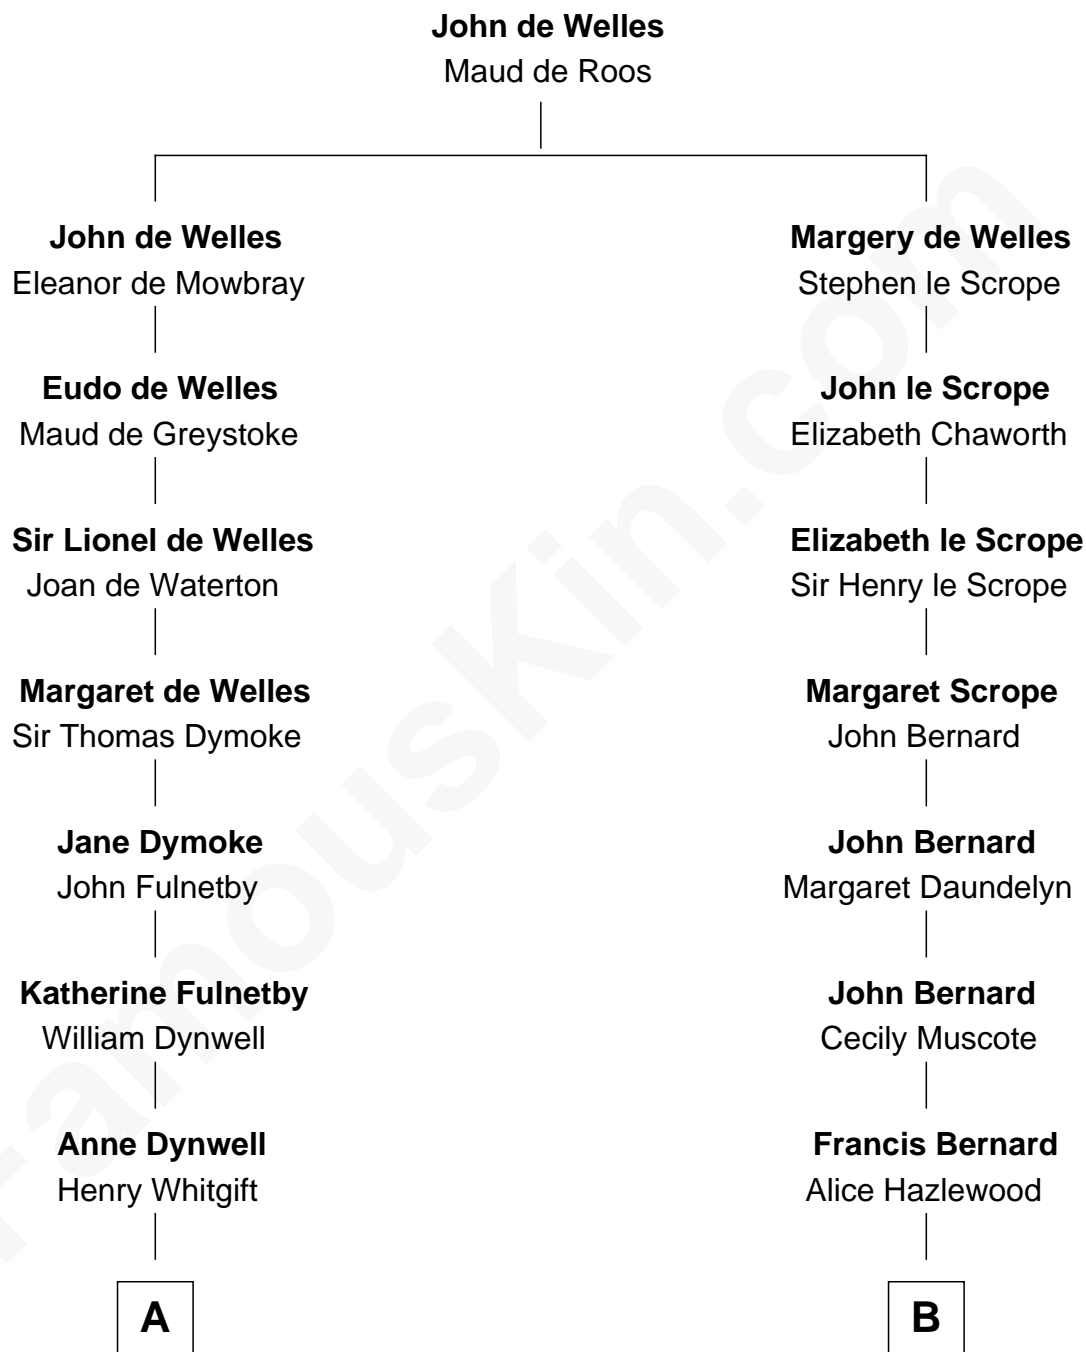 John de Welles
Maud de Roos
John de Welles
Eleanor de Mowbray
Margery de Welles
Stephen le Scrope
Eudo de Welles
Maud de Greystoke
John le Scrope
Elizabeth Chaworth
Sir Lionel de Welles
Joan de Waterton
Elizabeth le Scrope
Sir Henry le Scrope
Margaret de Welles
Sir Thomas Dymoke
Margaret Scrope
John Bernard
Jane Dymoke
John Fulnetby
John Bernard
Margaret Daundelyn
Katherine Fulnetby
William Dynwell
John Bernard
Cecily Muscote
Anne Dynwell
Henry Whitgift
Francis Bernard
Alice Hazlewood
A
B
FamousKin.com